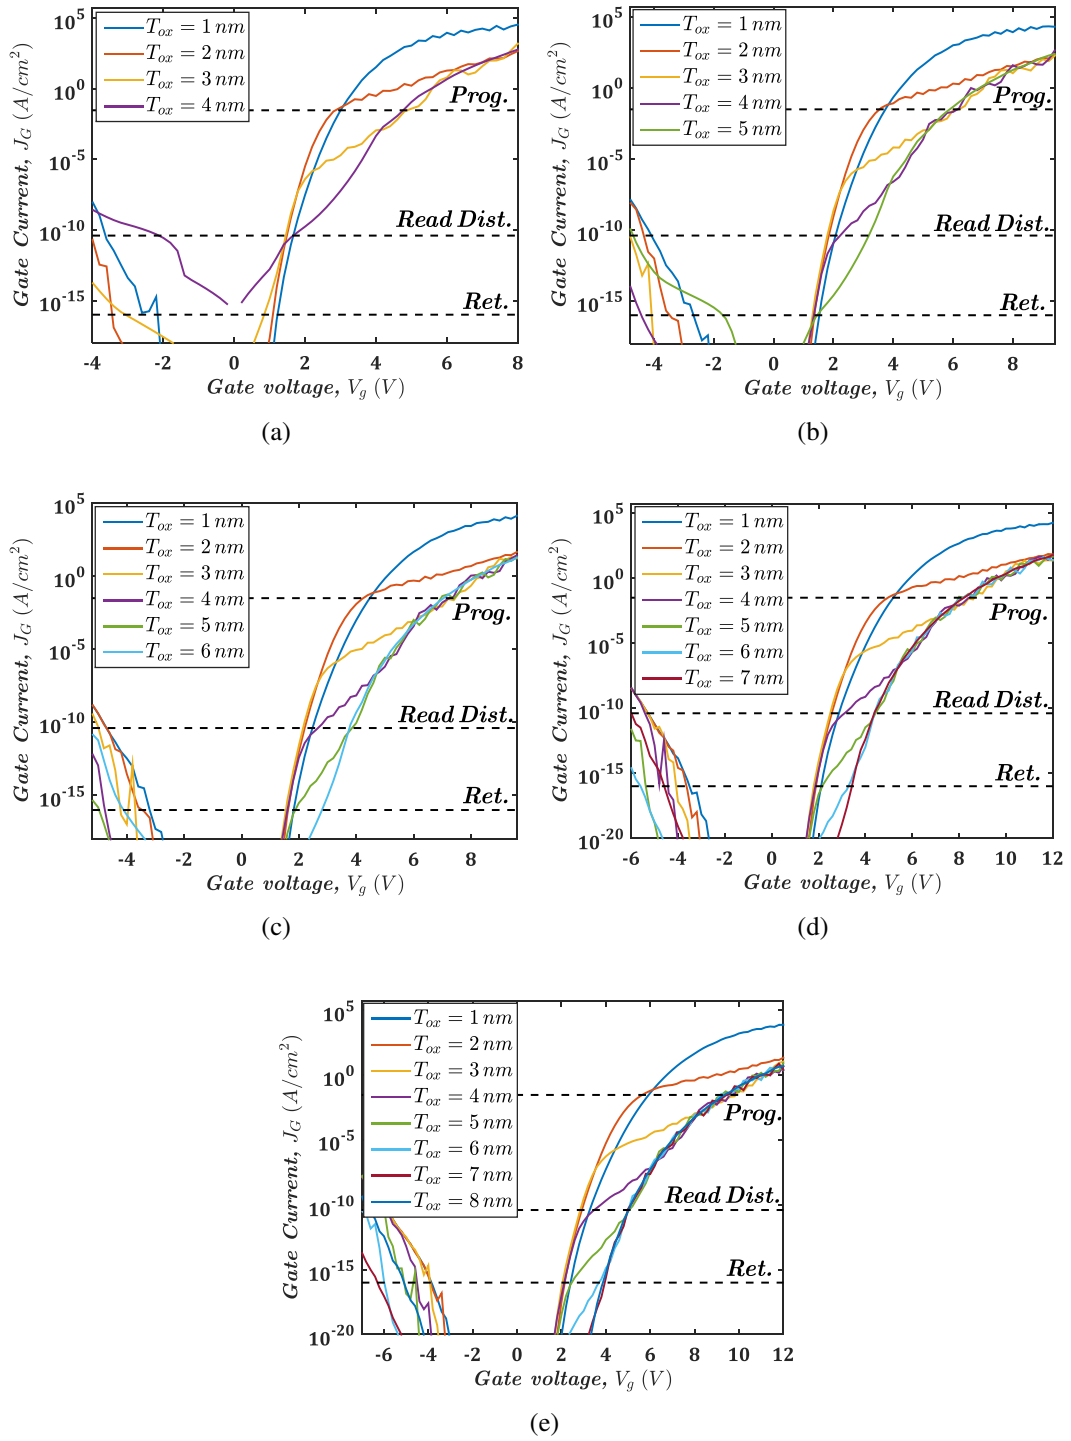 T_ox = 1 nm
T_ox = 2 nm
T_ox = 3 nm
T_ox = 4 nm
Prog.
Read Dist.
Ret.
10^5
10^0
10^-5
10^-10
10^-15
-4 -2 0 2 4 6 8
Gate Current, J_G (A/cm^2)
Gate voltage, V_g (V)
(a)
T_ox = 1 nm
T_ox = 2 nm
T_ox = 3 nm
T_ox = 4 nm
T_ox = 5 nm
Prog.
Read Dist.
Ret.
10^5
10^0
10^-5
10^-10
10^-15
-4 -2 0 2 4 6 8
Gate Current, J_G (A/cm^2)
Gate voltage, V_g (V)
(b)
T_ox = 1 nm
T_ox = 2 nm
T_ox = 3 nm
T_ox = 4 nm
T_ox = 5 nm
T_ox = 6 nm
Prog.
Read Dist.
Ret.
10^5
10^0
10^-5
10^-10
10^-15
-4 -2 0 2 4 6 8
Gate Current, J_G (A/cm^2)
Gate voltage, V_g (V)
(c)
T_ox = 1 nm
T_ox = 2 nm
T_ox = 3 nm
T_ox = 4 nm
T_ox = 5 nm
T_ox = 6 nm
T_ox = 7 nm
Prog.
Read Dist.
Ret.
10^5
10^0
10^-5
10^-10
10^-15
10^-20
-6 -4 -2 0 2 4 6 8 10 12
Gate Current, J_G (A/cm^2)
Gate voltage, V_g (V)
(d)
T_ox = 1 nm
T_ox = 2 nm
T_ox = 3 nm
T_ox = 4 nm
T_ox = 5 nm
T_ox = 6 nm
T_ox = 7 nm
T_ox = 8 nm
Prog.
Read Dist.
Ret.
10^5
10^0
10^-5
10^-10
10^-15
10^-20
-6 -4 -2 0 2 4 6 8 10 12
Gate Current, J_G (A/cm^2)
Gate voltage, V_g (V)
(e)